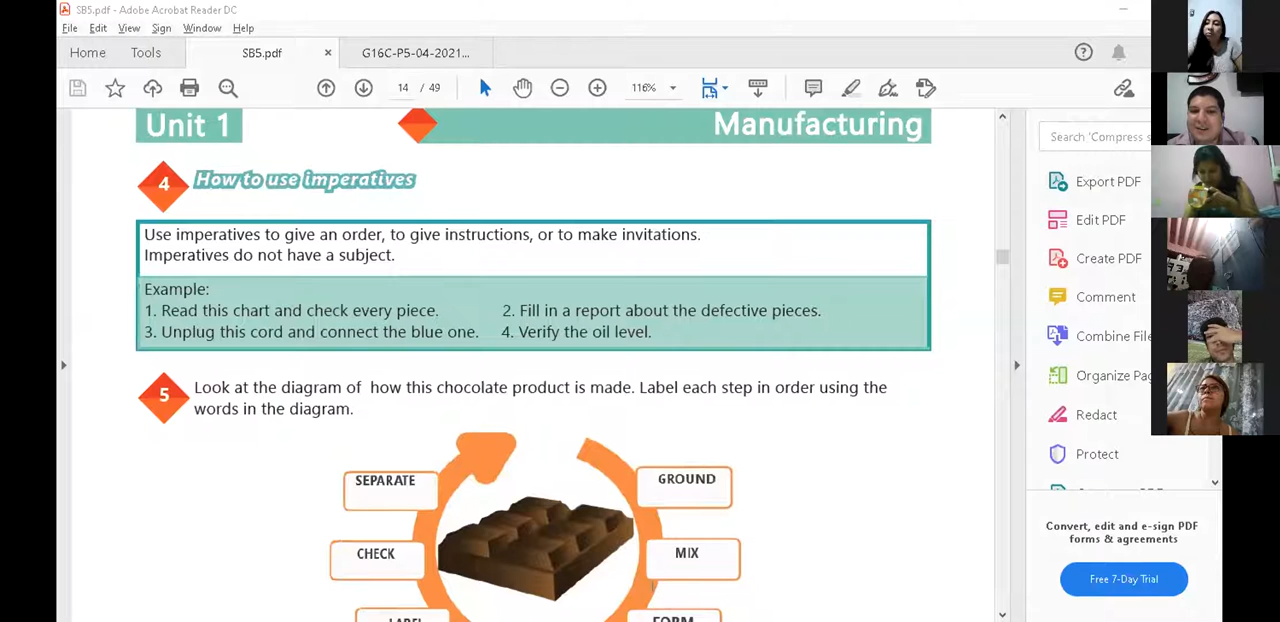 SB5.pdf - Adobe Acrobat Reader DC
File Edit View Sign Window Help
Home Tools SB5.pdf × G16C-P5-04-2021...
14 / 49 116%
Unit 1 Manufacturing
4 How to use imperatives
Use imperatives to give an order, to give instructions, or to make invitations.
Imperatives do not have a subject.
Example:
1. Read this chart and check every piece. 2. Fill in a report about the defective pieces.
3. Unplug this cord and connect the blue one. 4. Verify the oil level.
5 Look at the diagram of how this chocolate product is made. Label each step in order using the
words in the diagram.
SEPARATE GROUND
CHECK MIX
LABEL FORM
Search 'Compress
Export PDF
Edit PDF
Create PDF
Comment
Combine File
Organize Pag
Redact
Protect
Convert, edit and e-sign PDF
forms & agreements
Free 7-Day Trial